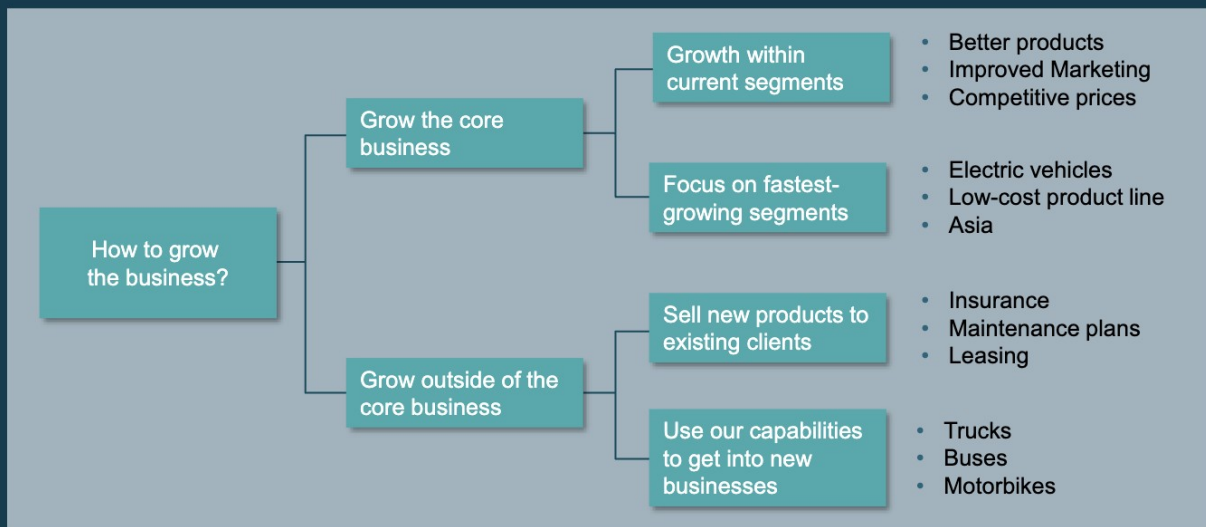 How to grow
the business?
Grow the core
business
Growth within
current segments
• Better products
• Improved Marketing
• Competitive prices
Focus on fastest-
growing segments
• Electric vehicles
• Low-cost product line
• Asia
Grow outside of the
core business
Sell new products to
existing clients
• Insurance
• Maintenance plans
• Leasing
Use our capabilities
to get into new
businesses
• Trucks
• Buses
• Motorbikes